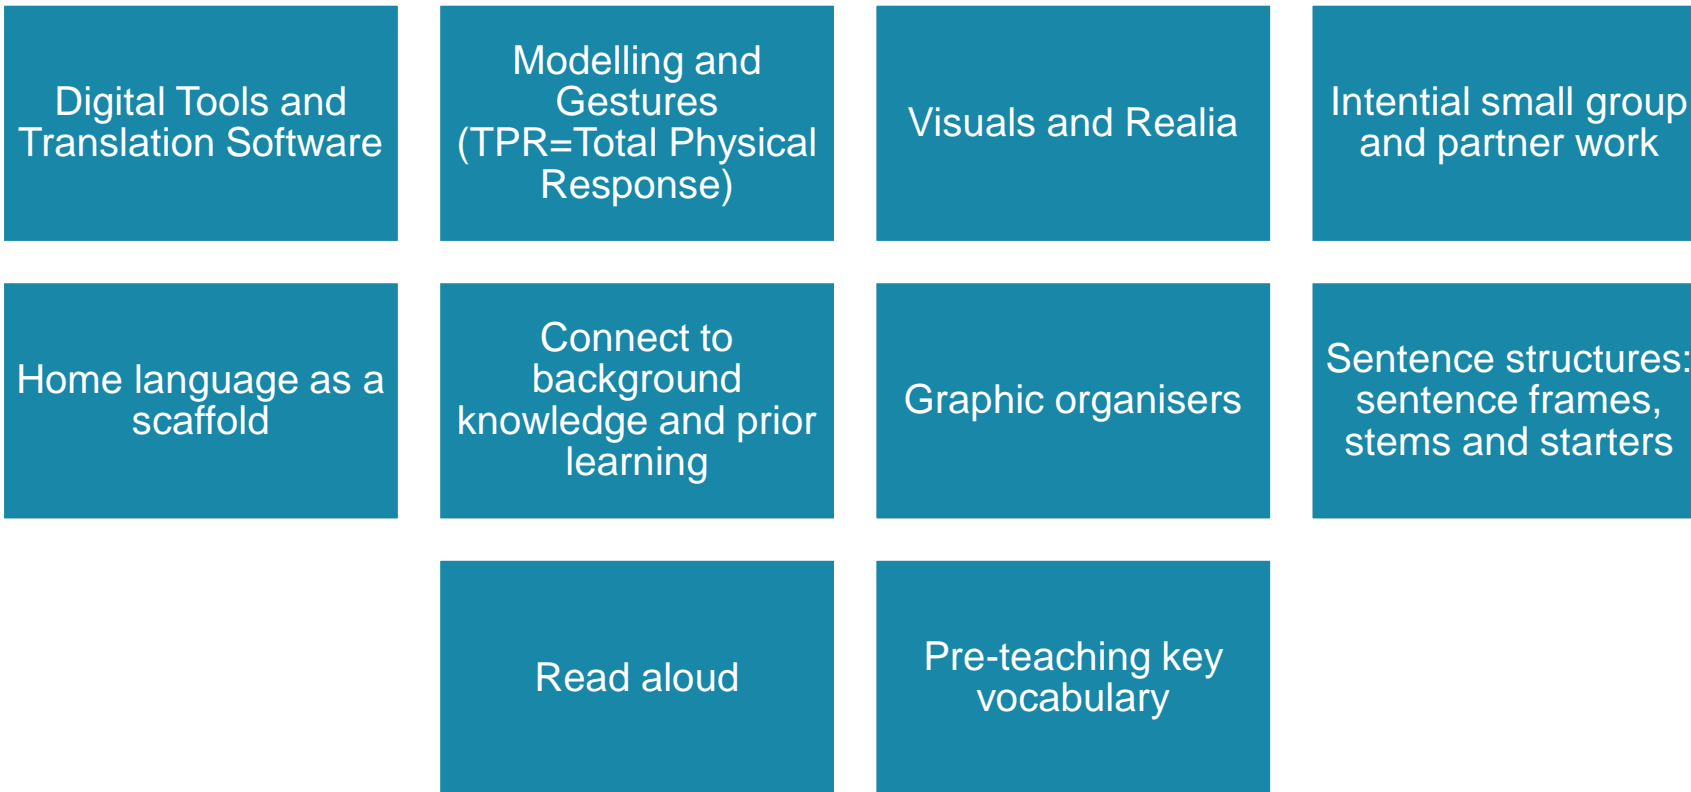 Digital Tools and
Translation Software
Modelling and
Gestures
(TPR=Total Physical
Response)
Visuals and Realia
Intential small group
and partner work
Home language as a
scaffold
Connect to
background
knowledge and prior
learning
Graphic organisers
Sentence structures:
sentence frames,
stems and starters
Read aloud
Pre-teaching key
vocabulary